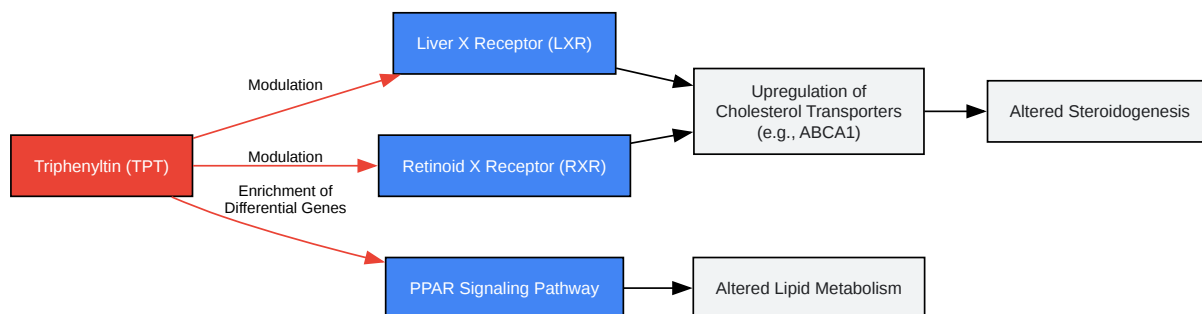 Liver X Receptor (LXR)
Modulation
Upregulation of
Cholesterol Transporters
(e.g., ABCA1)
Altered Steroidogenesis
Triphenyltin (TPT)
Modulation
Retinoid X Receptor (RXR)
Enrichment of
Differential Genes
PPAR Signaling Pathway
Altered Lipid Metabolism